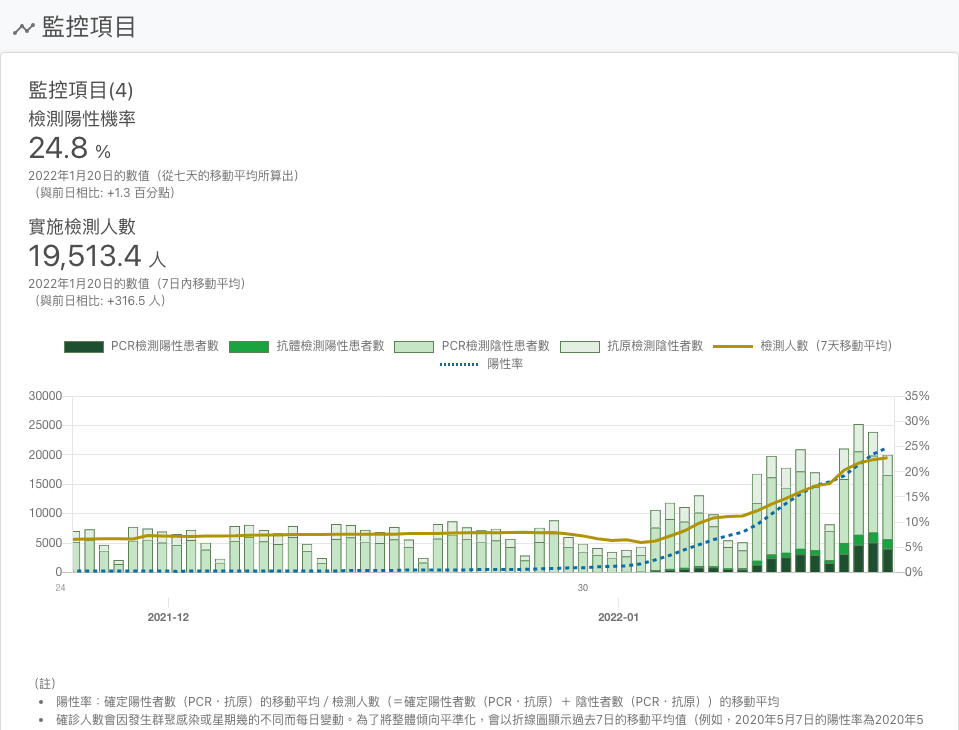 監控項目
監控項目(4)
檢測陽性機率
24.8 %
2022年1月20日的數值（從七天的移動平均所算出）
（與前日相比: +1.3 百分點）
實施檢測人數
19,513.4 人
2022年1月20日的數值（7日內移動平均）
（與前日相比: +316.5 人）
PCR檢測陽性患者數 抗體檢測陽性患者數 PCR檢測陰性患者數 抗原檢測陰性者數 檢測人數（7天移動平均）
陽性率
30000 35%
25000 30%
20000 25%
15000 20%
10000 15%
5000 10%
0 5%
0%
24 30
2021-12 2022-01
（註）
• 陽性率：確定陽性者數（PCR・抗原）的移動平均 / 檢測人數（＝確定陽性者數（PCR・抗原）＋ 陰性者數（PCR・抗原））的移動平均
• 確診人數會因發生群聚感染或星期幾的不同而每日變動。為了將整體傾向平準化，會以折線圖顯示過去7日的移動平均值（例如，2020年5月7日的陽性率為2020年5